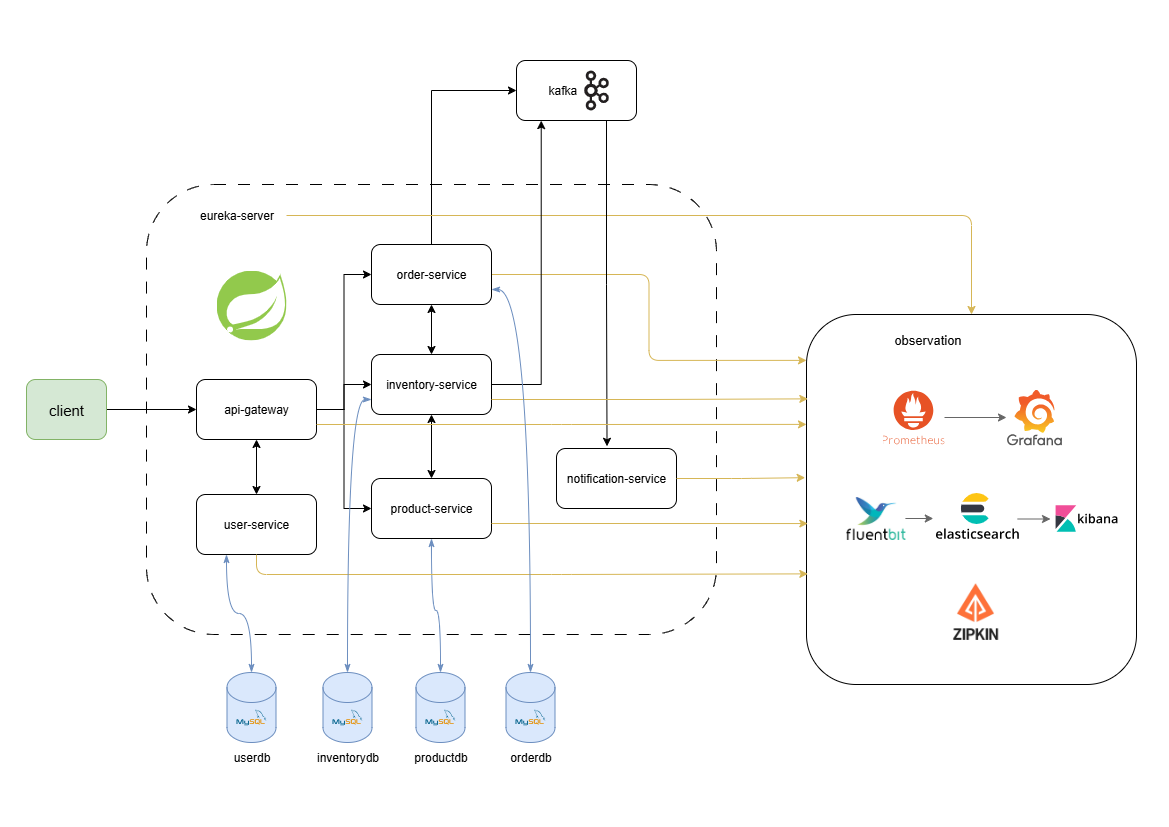 kafka
eureka-server
order-service
observation
inventory-service
client
api-gateway
Prometheus
Grafana
notification-service
product-service
user-service
fluentbit
elasticsearch
kibana
ZIPKIN
MySQL
MySQL
MySQL
MySQL
userdb
inventorydb
productdb
orderdb